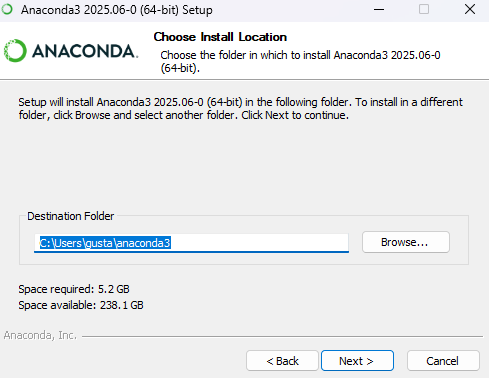 Anaconda3 2025.06-0 (64-bit) Setup
ANACONDA.
Choose Install Location
Choose the folder in which to install Anaconda3 2025.06-0
(64-bit).
Setup will install Anaconda3 2025.06-0 (64-bit) in the following folder. To install in a different
folder, click Browse and select another folder. Click Next to continue.
Destination Folder
C:\Users\gusta\anaconda3
Browse...
Space required: 5.2 GB
Space available: 238.1 GB
Anaconda, Inc.
< Back
Next >
Cancel